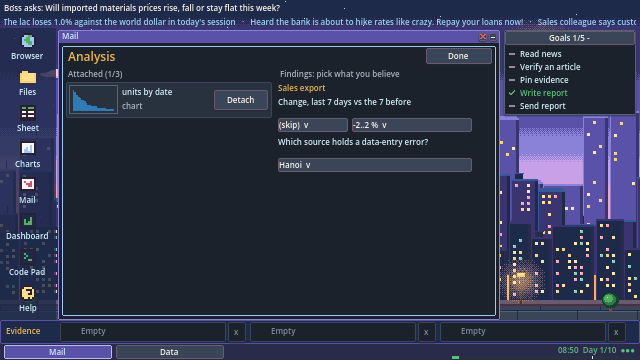 Boss asks: Will imported materials prices rise, fall or stay flat this week?
The lac loses 1.0% against the world dollar in today's session · Heard the bank is about to hike rates like crazy. Repay your loans now! · Sales colleague says custo
Mail
Goals 1/5 -
Analysis
Done
Read news
Verify an article
Pin evidence
Write report
Send report
Attached (1/3)
units by date
chart
Detach
Findings: pick what you believe
Sales export
Change, last 7 days vs the 7 before
(skip) v
-2..2 % v
Which source holds a data-entry error?
Hanoi v
Browser
Files
Sheet
Charts
Mail
Dashboard
Code Pad
Help
Evidence
Empty
x
Empty
x
Empty
x
Mail
Data
08:50 Day 1/10